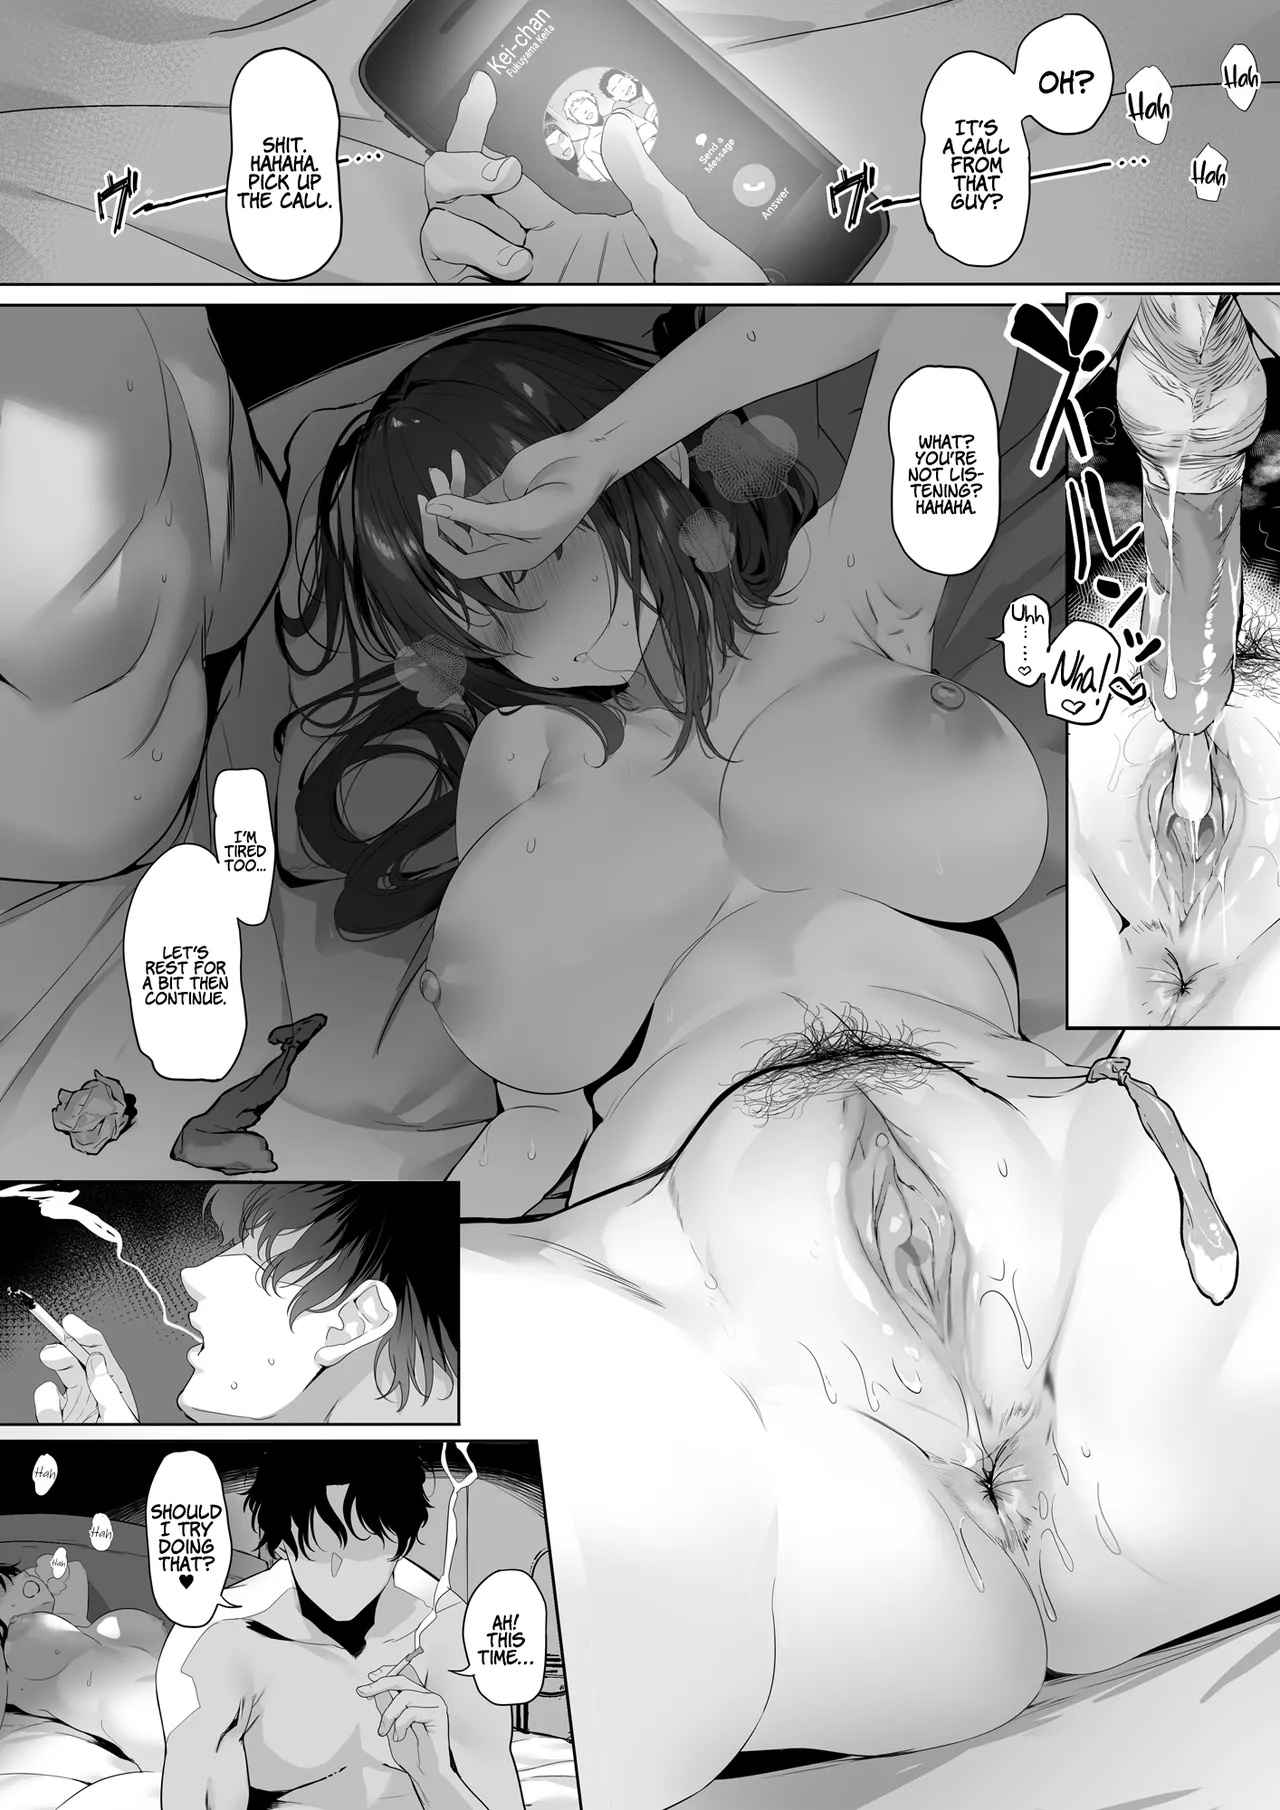 OH?
IT'S
A CALL
FROM
THAT
GUY?
Hah
Hah
Hah
ヴー
Kei-chan
Fukuyama Keita
Send a
Message
Answer
SHIT.
HAHAHA.
PICK UP
THE CALL.
ヴー
ズルンッ
Uhh
Nha!
WHAT?
YOU'RE
NOT LIS-
TENING?
HAHAHA.
I'M
TIRED
TOO...
LET'S
REST FOR
A BIT THEN
CONTINUE.
AH!
THIS
TIME...
SHOULD
I TRY
DOING
THAT?
♥
Hah
Hah
Hah